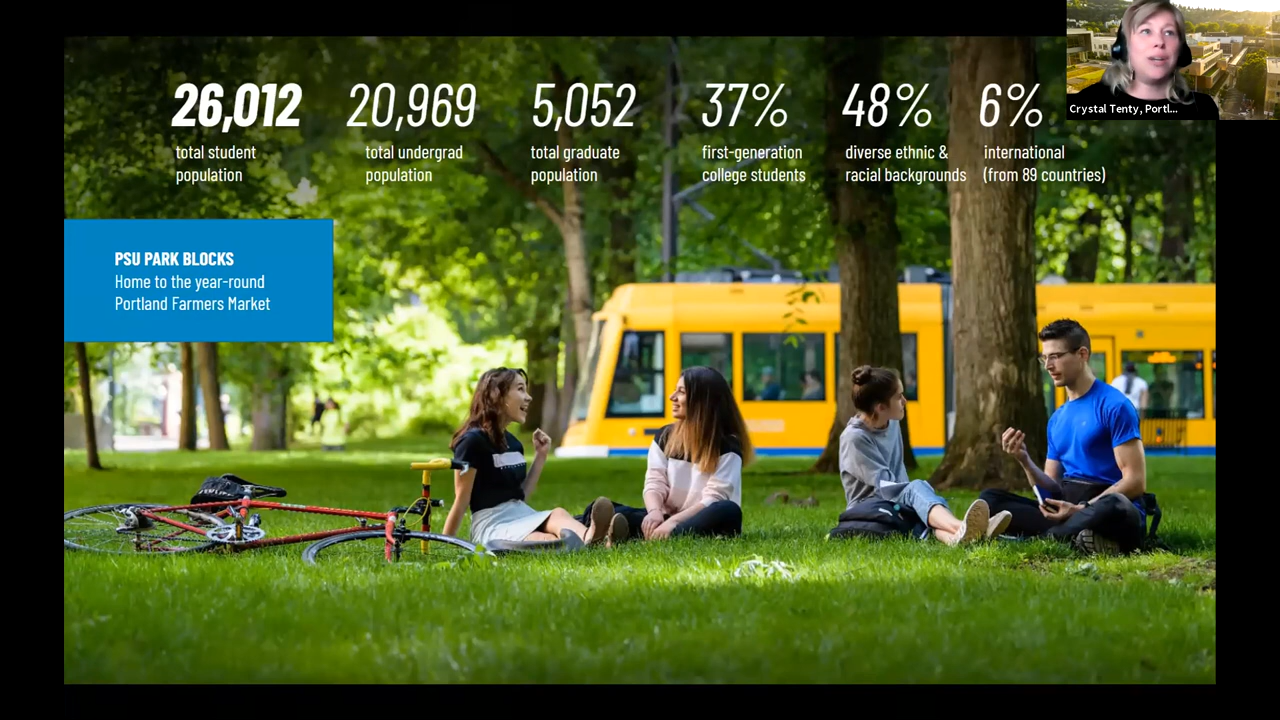 26,012 20,969 5,052 37% 48% 6%
total student total undergrad total graduate first-generation diverse ethnic & international
population population population college students racial backgrounds (from 89 countries)
PSU PARK BLOCKS
Home to the year-round
Portland Farmers Market
Crystal Tenty, Portl...